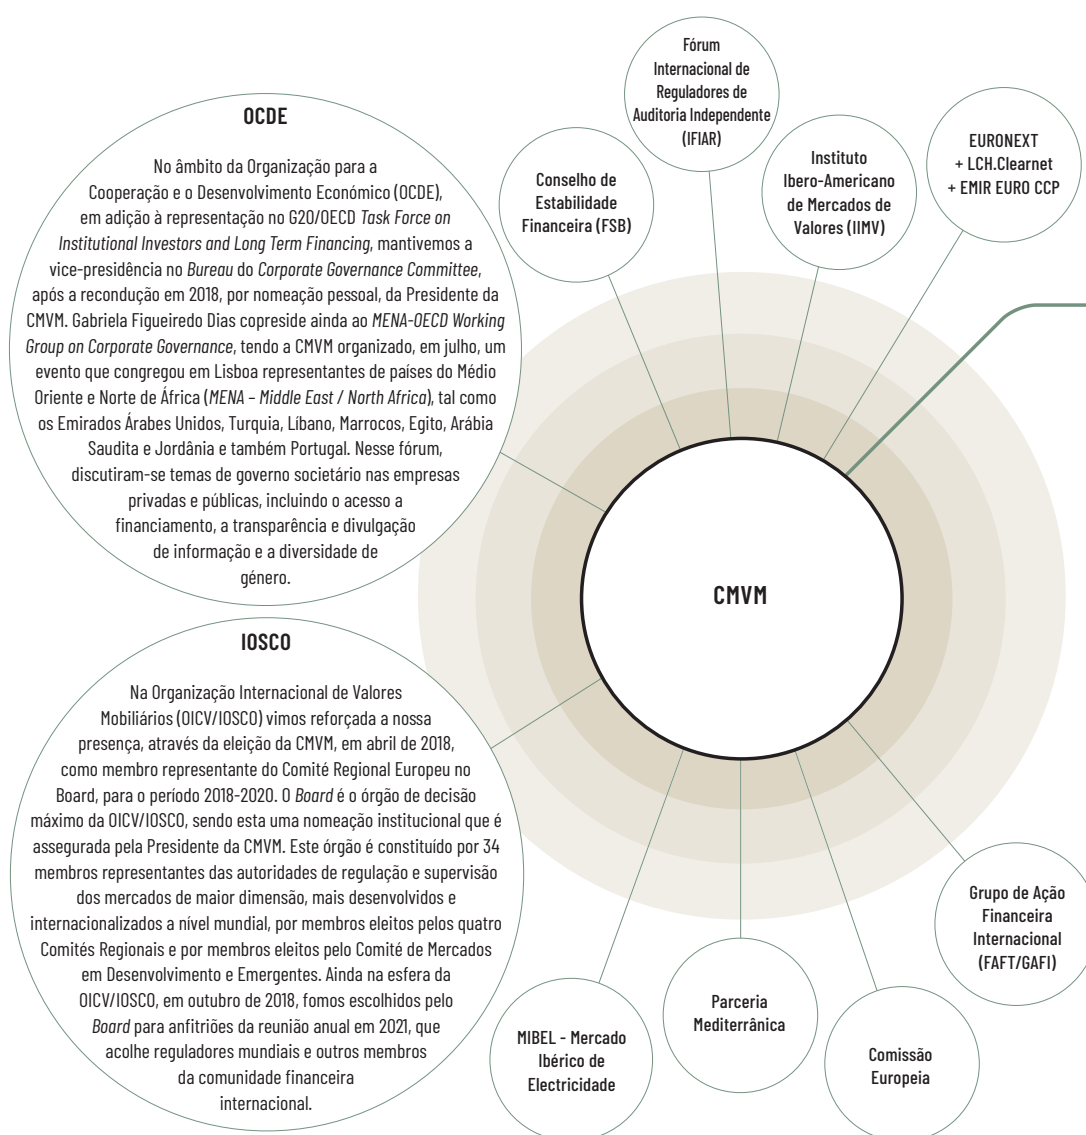 Fórum
Internacional de
Reguladores de
Auditoria Independente
(IFIAR)
EURONEXT
+ LCH.Clearnet
+ EMIR EURO CCP
Instituto
Ibero-Americano
de Mercados de
Valores (IIMV)
Conselho de
Estabilidade
Financeira (FSB)
OCDE
No âmbito da Organização para a
Cooperação e o Desenvolvimento Económico (OCDE),
em adição à representação no G20/OECD Task Force on
Institutional Investors and Long Term Financing, mantivemos a
vice-presidência no Bureau do Corporate Governance Committee,
após a recondução em 2018, por nomeação pessoal, da Presidente da
CMVM. Gabriela Figueiredo Dias copreside ainda ao MENA-OECD Working
Group on Corporate Governance, tendo a CMVM organizado, em julho, um
evento que congregou em Lisboa representantes de países do Médio
Oriente e Norte de África (MENA – Middle East / North Africa), tal como
os Emirados Árabes Unidos, Turquia, Líbano, Marrocos, Egito, Arábia
Saudita e Jordânia e também Portugal. Nesse fórum,
discutiram-se temas de governo societário nas empresas
privadas e públicas, incluindo o acesso a
financiamento, a transparência e divulgação
de informação e a diversidade de
género.
CMVM
IOSCO
Na Organização Internacional de Valores
Mobiliários (OICV/IOSCO) vimos reforçada a nossa
presença, através da eleição da CMVM, em abril de 2018,
como membro representante do Comité Regional Europeu no
Board, para o período 2018-2020. O Board é o órgão de decisão
máximo da OICV/IOSCO, sendo esta uma nomeação institucional que é
assegurada pela Presidente da CMVM. Este órgão é constituído por 34
membros representantes das autoridades de regulação e supervisão
dos mercados de maior dimensão, mais desenvolvidos e
internacionalizados a nível mundial, por membros eleitos pelos quatro
Comités Regionais e por membros eleitos pelo Comité de Mercados
em Desenvolvimento e Emergentes. Ainda na esfera da
OICV/IOSCO, em outubro de 2018, fomos escolhidos pelo
Board para anfitriões da reunião anual em 2021, que
acolhe reguladores mundiais e outros membros
da comunidade financeira
internacional.
MIBEL - Mercado
Ibérico de
Electricidade
Parceria
Mediterrânica
Comissão
Europeia
Grupo de Ação
Financeira
Internacional
(FAFT/GAFI)